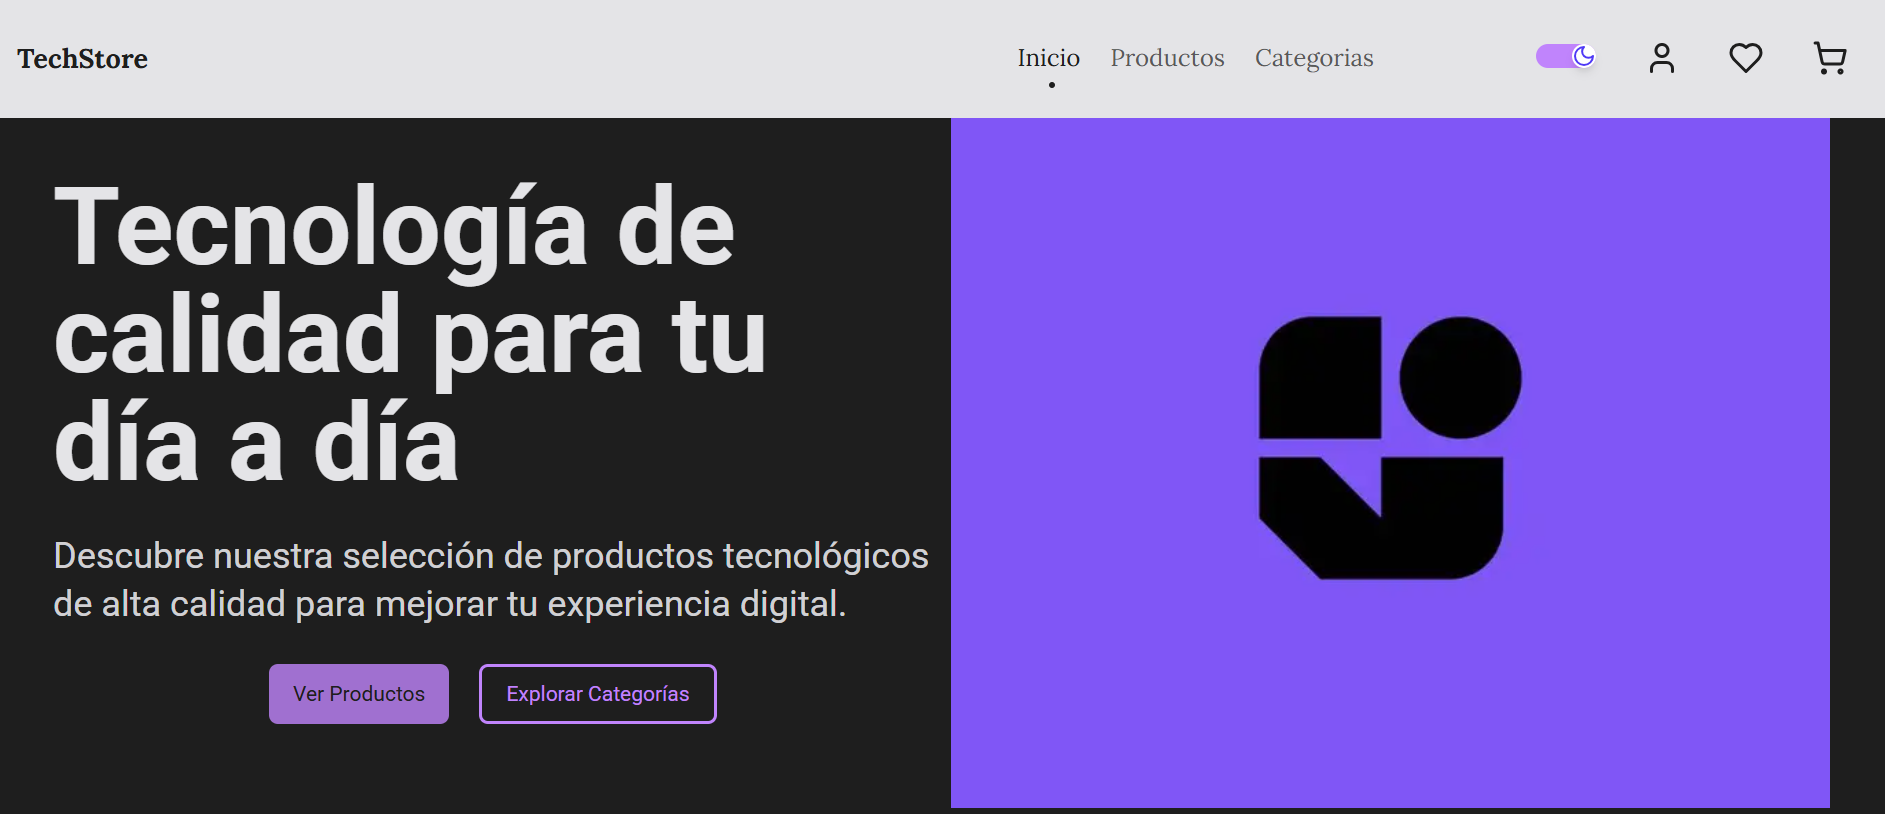 TechStore
Inicio
Productos
Categorias
Tecnología de
calidad para tu
día a día
Descubre nuestra selección de productos tecnológicos
de alta calidad para mejorar tu experiencia digital.
Ver Productos
Explorar Categorías